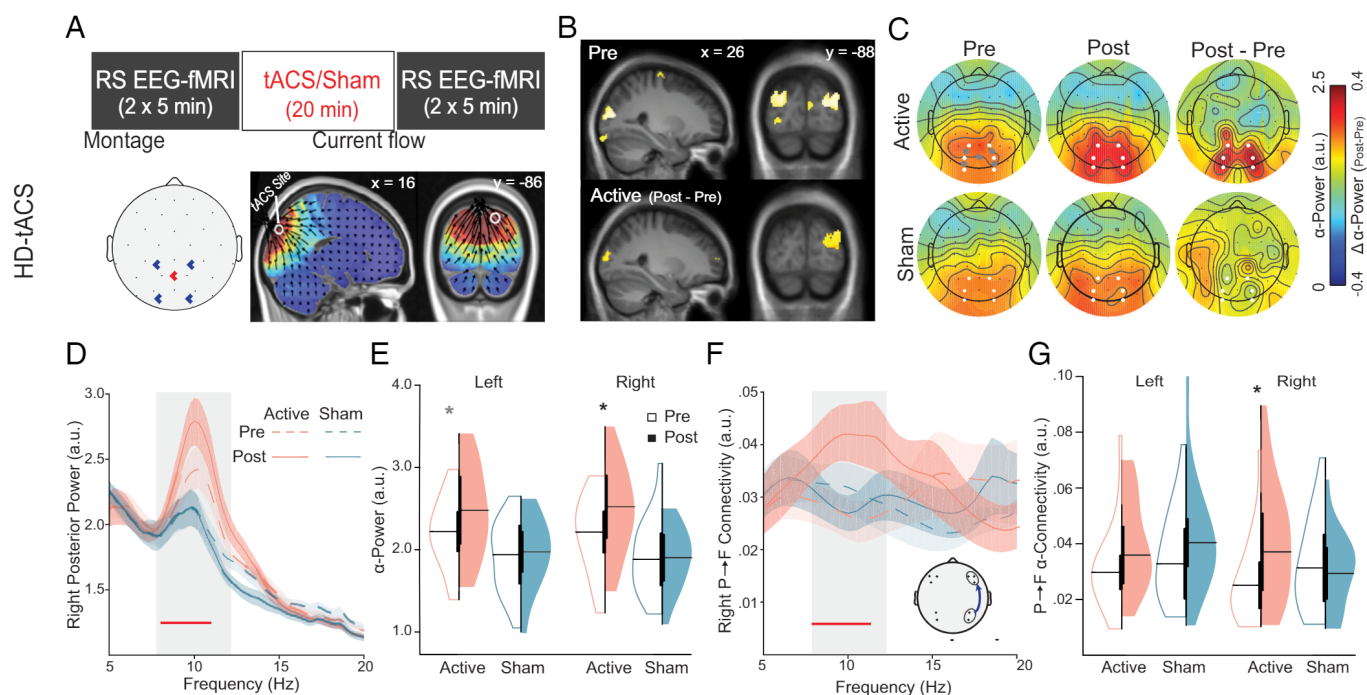 A
RS EEG-fMRI
(2 x 5 min)
tACS/Sham
(20 min)
RS EEG-fMRI
(2 x 5 min)
Montage
Current flow
HD-tACS
tACS Site
x = 16
y = -86
B
Pre
x = 26
y = -88
Active (Post - Pre)
C
Pre
Post
Post - Pre
Active
Sham
2.5
0.4
α-Power (a.u.)
Δ α-Power (Post-Pre)
0
-0.4
D
Right Posterior Power (a.u.)
3.0
2.5
2.0
1.5
Active
Sham
Pre
Post
5
10
15
20
Frequency (Hz)
E
Left
Right
α-Power (a.u.)
4.0
3.0
2.0
1.0
*
*
Pre
Post
Active
Sham
Active
Sham
F
Right P→F Connectivity (a.u.)
.05
.04
.03
.02
.01
5
10
15
20
Frequency (Hz)
G
Left
Right
P→F α-Connectivity (a.u.)
.10
.08
.06
.04
.02
*
Active
Sham
Active
Sham